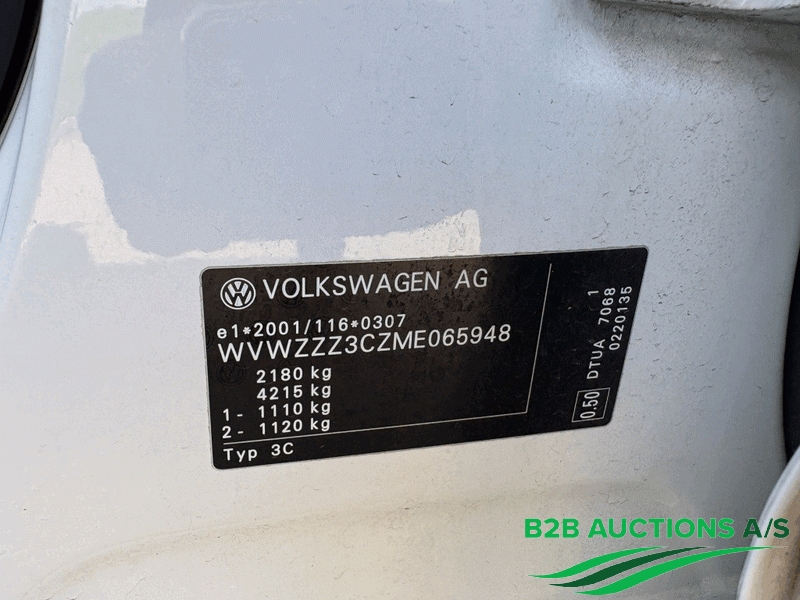 VOLKSWAGEN AG
e1*2001/116*0307
WVWZZZ3CZME065948
2180 kg
4215 kg
1- 1110 kg
2- 1120 kg
Typ 3C
0.50
DTUA 7068 1
0220135
B2B AUCTIONS A/S